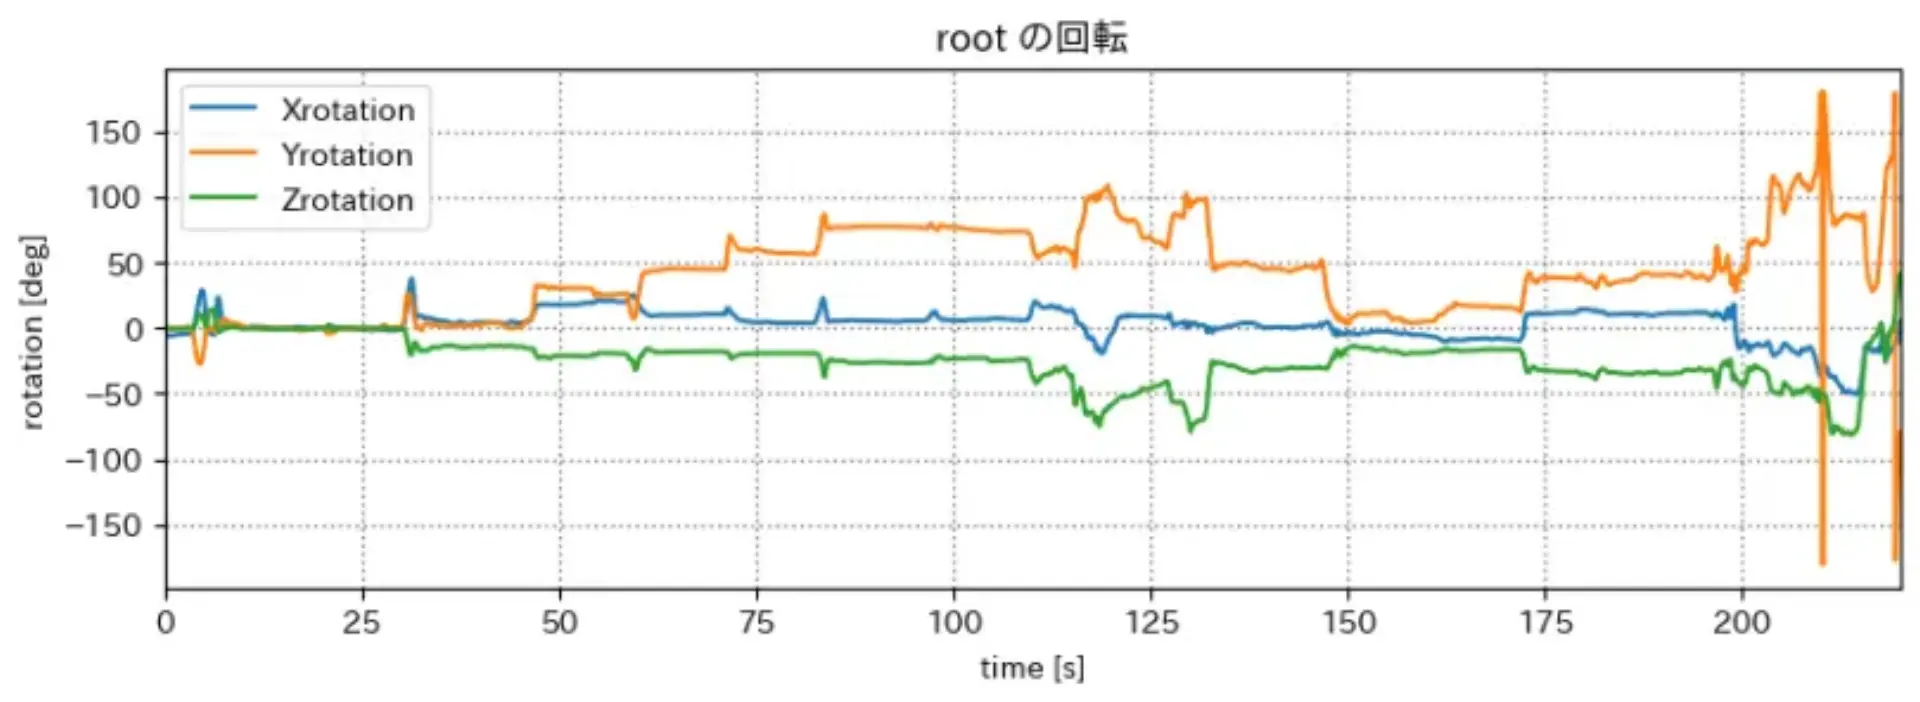 root の回転
Xrotation
Yrotation
Zrotation
150
100
50
0
−50
−100
−150
rotation [deg]
0 25 50 75 100 125 150 175 200
time [s]